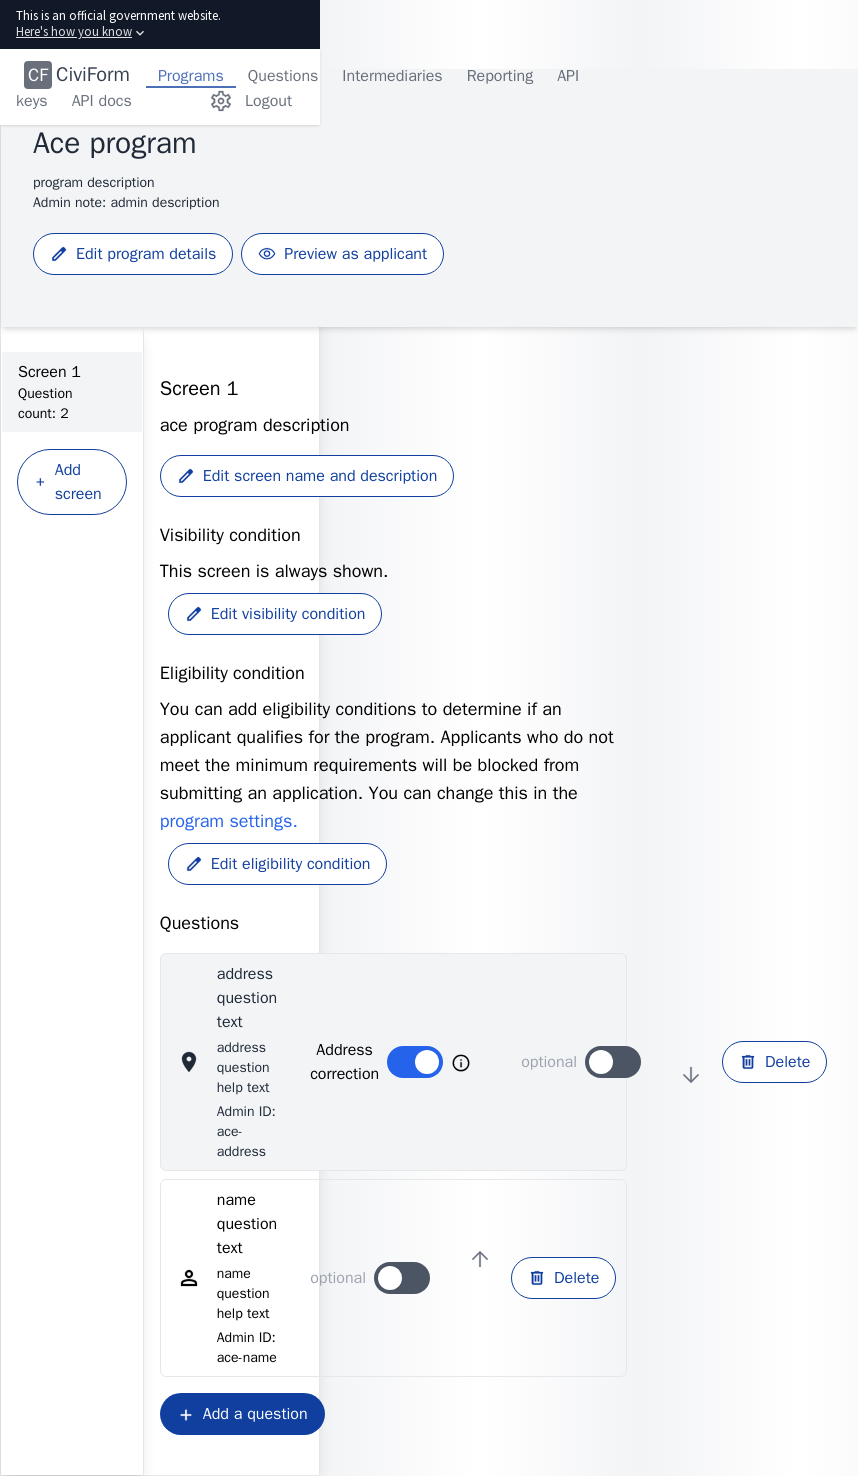 This is an official government website.
Here's how you know
CF CiviForm Programs Questions Intermediaries Reporting API
keys API docs Logout
Ace program
program description
Admin note: admin description
Edit program details Preview as applicant
Screen 1
Question
count: 2
Add
screen
Screen 1
ace program description
Edit screen name and description
Visibility condition
This screen is always shown.
Edit visibility condition
Eligibility condition
You can add eligibility conditions to determine if an
applicant qualifies for the program. Applicants who do not
meet the minimum requirements will be blocked from
submitting an application. You can change this in the
program settings.
Edit eligibility condition
Questions
address
question
text
address
question
help text
Admin ID:
ace-
address
Address
correction
optional
Delete
name
question
text
name
question
help text
Admin ID:
ace-name
optional
Delete
Add a question